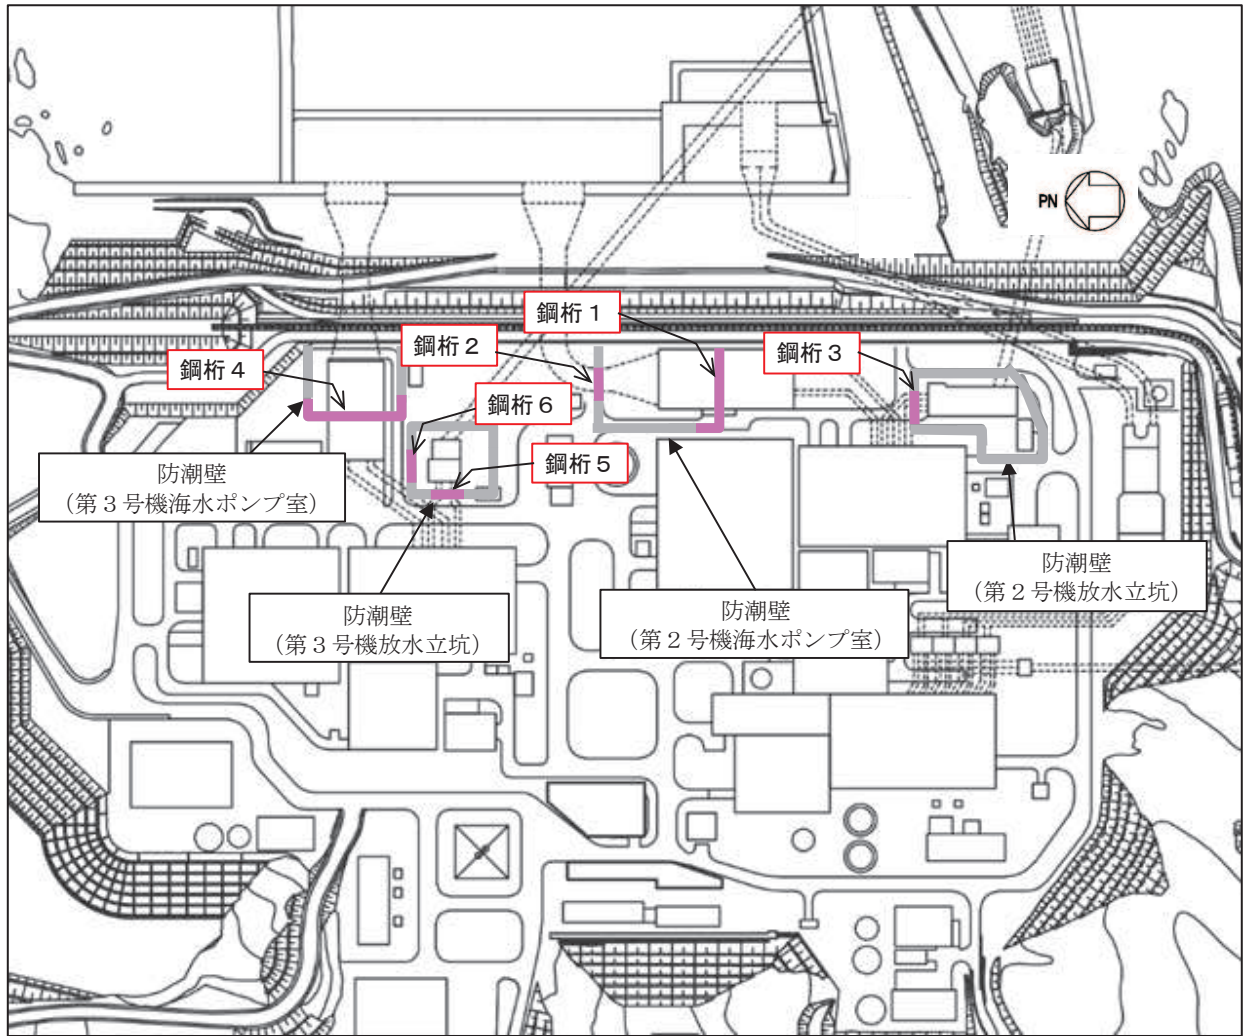 PN
鋼桁１
鋼桁２
鋼桁３
鋼桁４
鋼桁６
鋼桁５
防潮壁
（第３号機海水ポンプ室）
防潮壁
（第２号機放水立坑）
防潮壁
（第３号機放水立坑）
防潮壁
（第２号機海水ポンプ室）